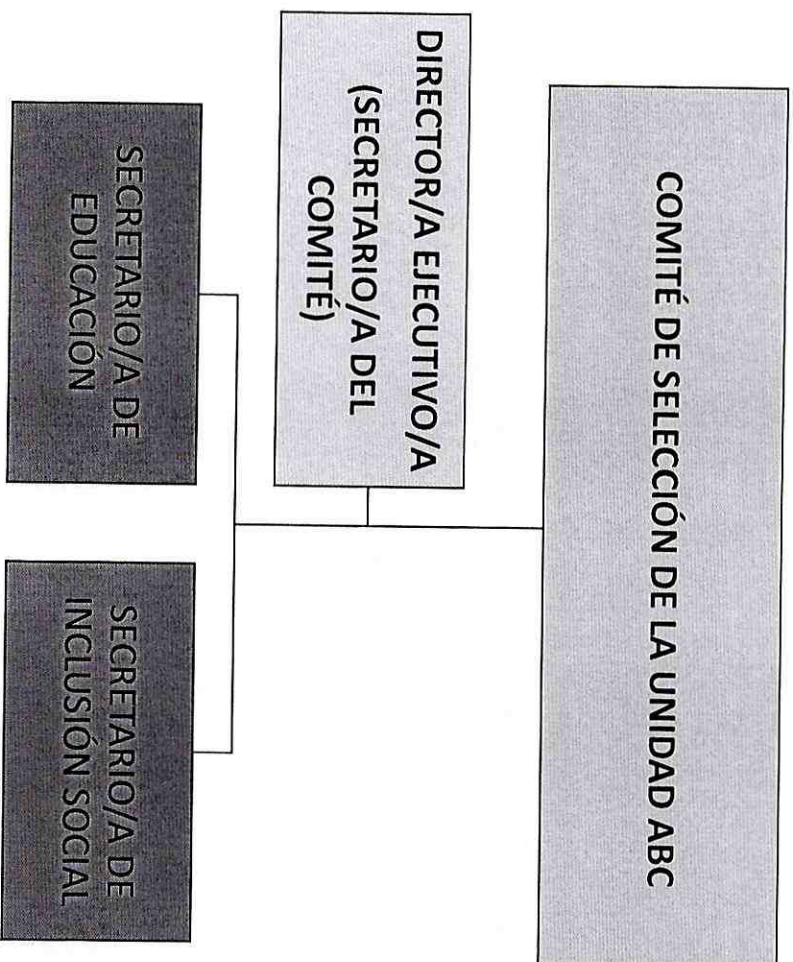 COMITÉ DE SELECCIÓN DE LA UNIDAD ABC
DIRECTOR/A EJECUTIVO/A
(SECRETARIO/A DEL
COMITÉ)
SECRETARIO/A DE
EDUCACIÓN
SECRETARIO/A DE
INCLUSIÓN SOCIAL